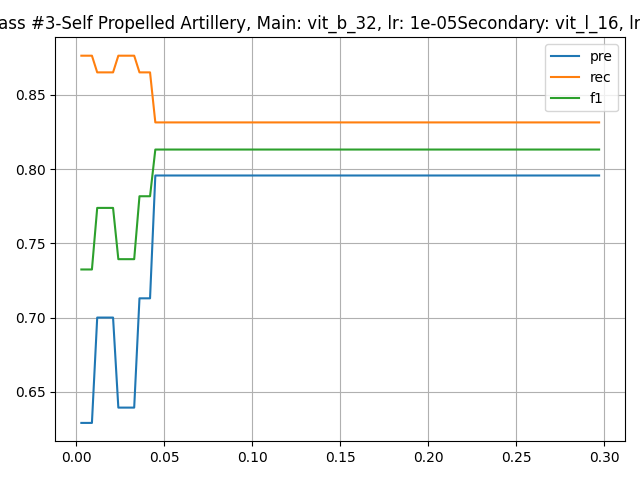 ass #3-Self Propelled Artillery, Main: vit_b_32, lr: 1e-05Secondary: vit_l_16, lr
pre
rec
f1
0.85
0.80
0.75
0.70
0.65
0.00 0.05 0.10 0.15 0.20 0.25 0.30